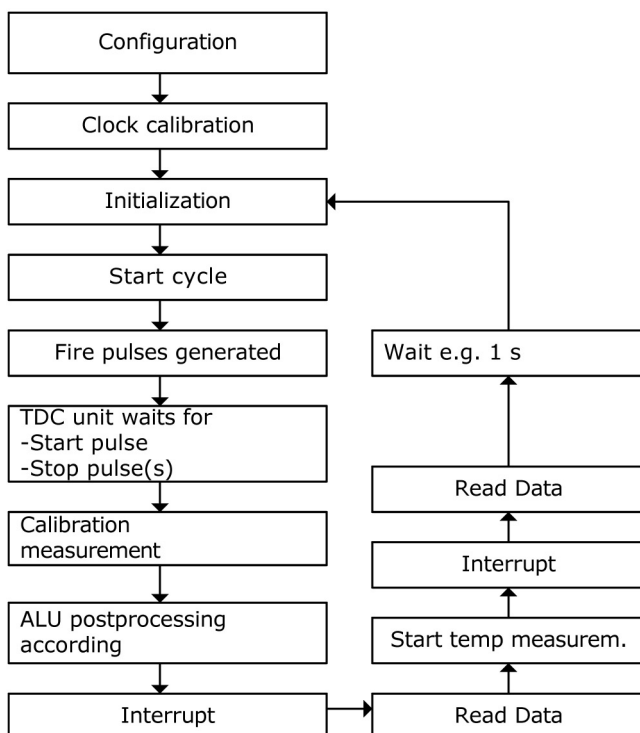 Configuration
Clock calibration
Initialization
Start cycle
Fire pulses generated
TDC unit waits for
-Start pulse
-Stop pulse(s)
Calibration
measurement
ALU postprocessing
according
Interrupt
Read Data
Start temp measurem.
Interrupt
Read Data
Wait e.g. 1 s